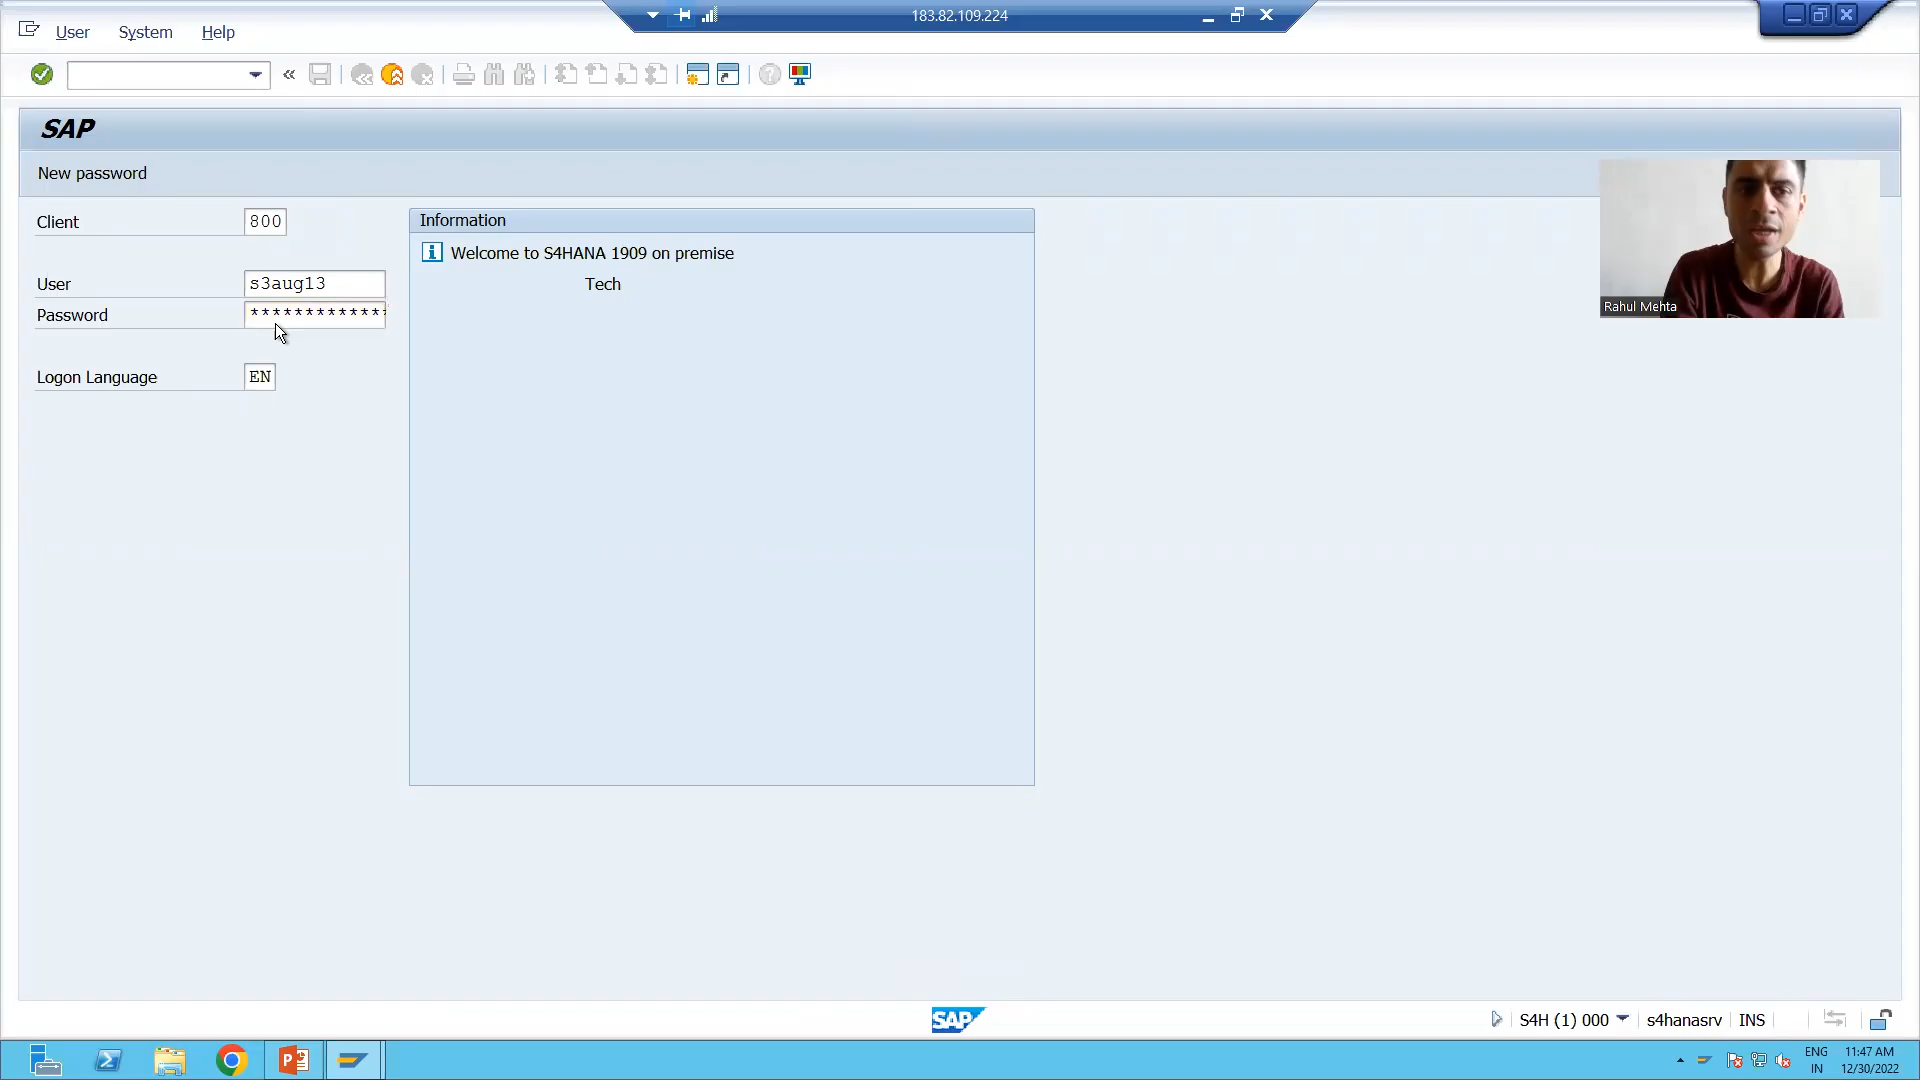 183.82.109.224
User System Help
SAP
New password
Client 800
Information
Welcome to S4HANA 1909 on premise
User s3aug13
Tech
Password *************
Rahul Mehta
Logon Language EN
SAP
S4H (1) 000 s4hanasrv INS
ENG 11:47 AM
IN 12/30/2022